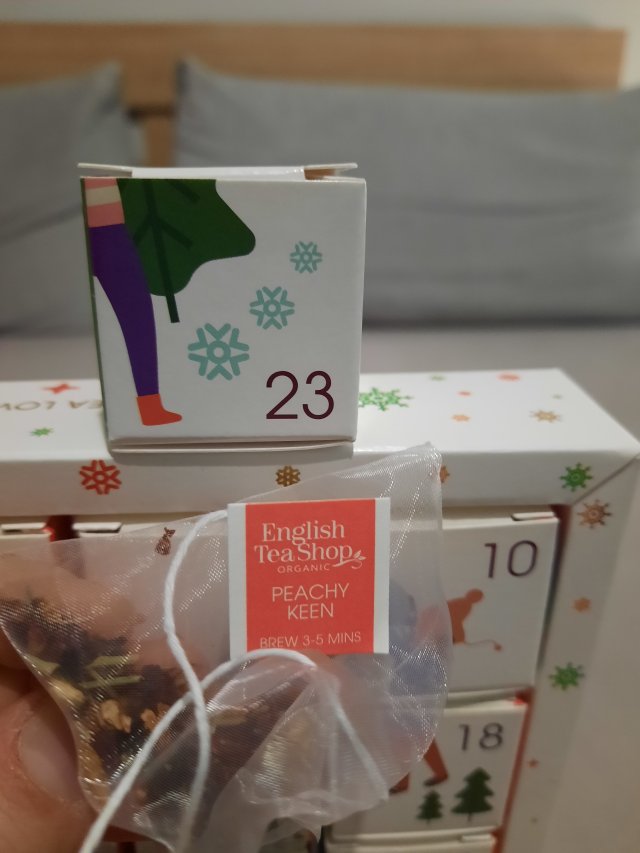 23
English
Tea Shop
ORGANIC
PEACHY
KEEN
BREW 3-5 MINS
10
18